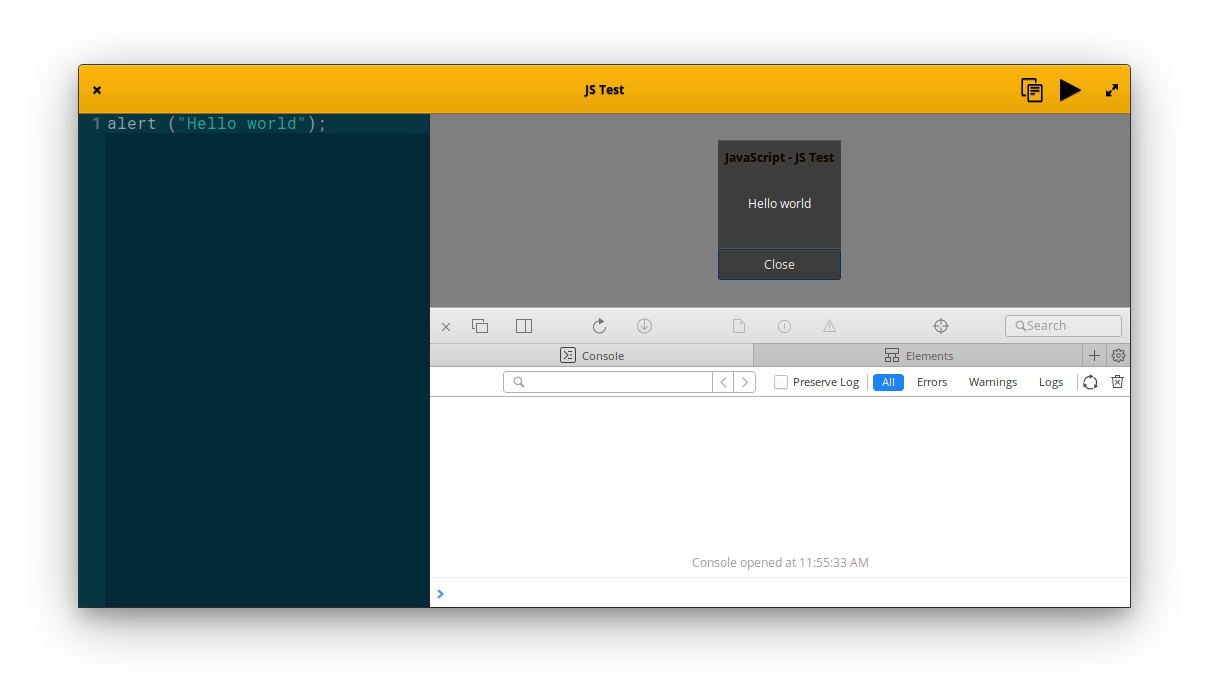 JS Test
1 alert ("Hello world");
JavaScript - JS Test
Hello world
Close
Search
Console
Elements
Preserve Log
All
Errors
Warnings
Logs
Console opened at 11:55:33 AM